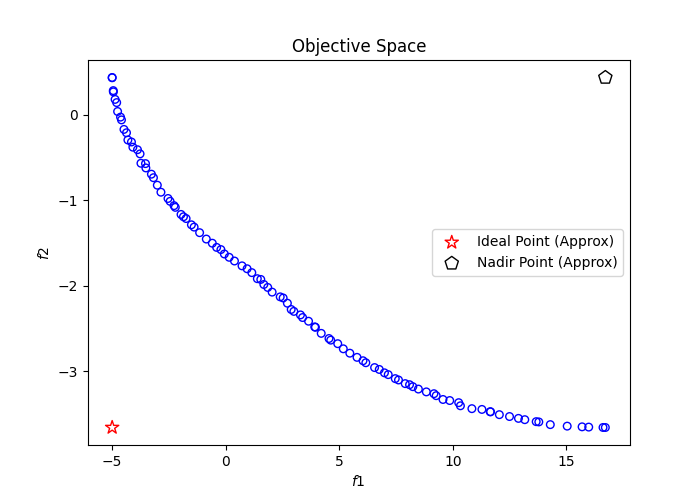 Objective Space
0
−1
−2
−3
f2
−5
0
5
10
15
f1
Ideal Point (Approx)
Nadir Point (Approx)